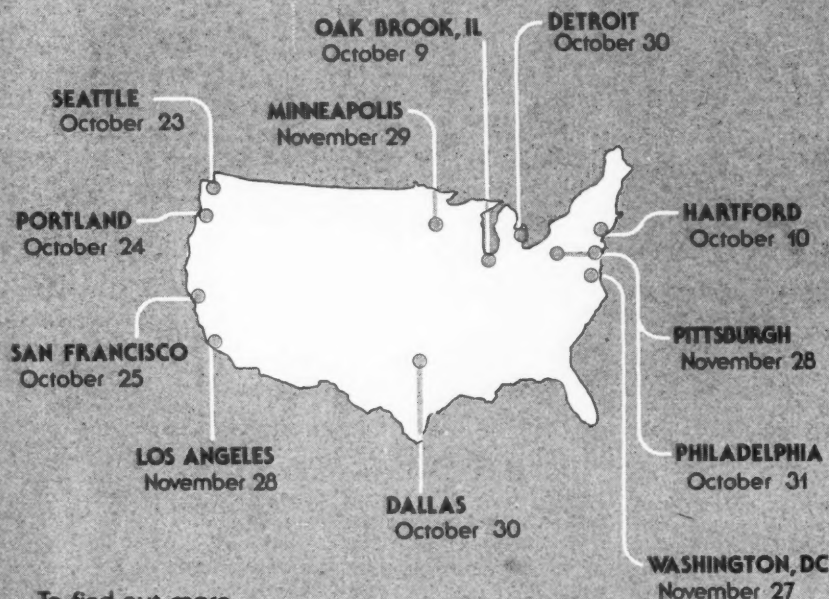 OAK BROOK, IL
October 9
DETROIT
October 30
SEATTLE
October 23
MINNEAPOLIS
November 29
PORTLAND
October 24
HARTFORD
October 10
SAN FRANCISCO
October 25
PITTSBURGH
November 28
LOS ANGELES
November 28
PHILADELPHIA
October 31
DALLAS
October 30
WASHINGTON, DC
November 27
To find out more